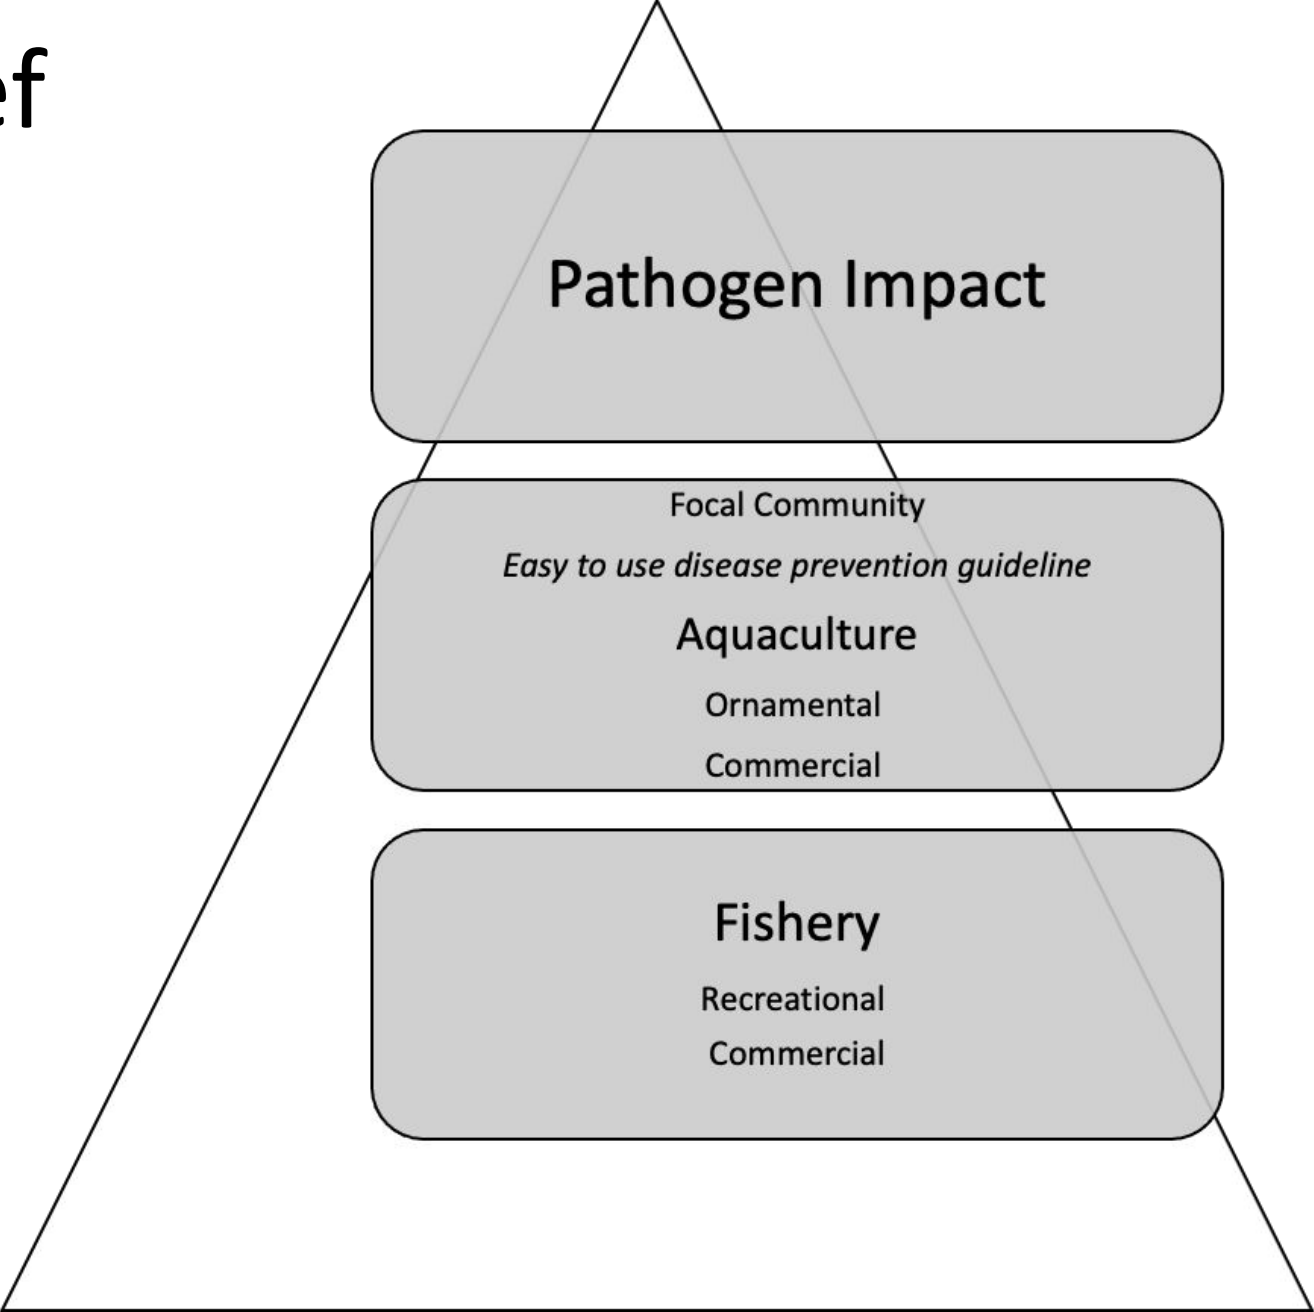 Pathogen Impact
Focal Community
Easy to use disease prevention guideline
Aquaculture
Ornamental
Commercial
Fishery
Recreational
Commercial